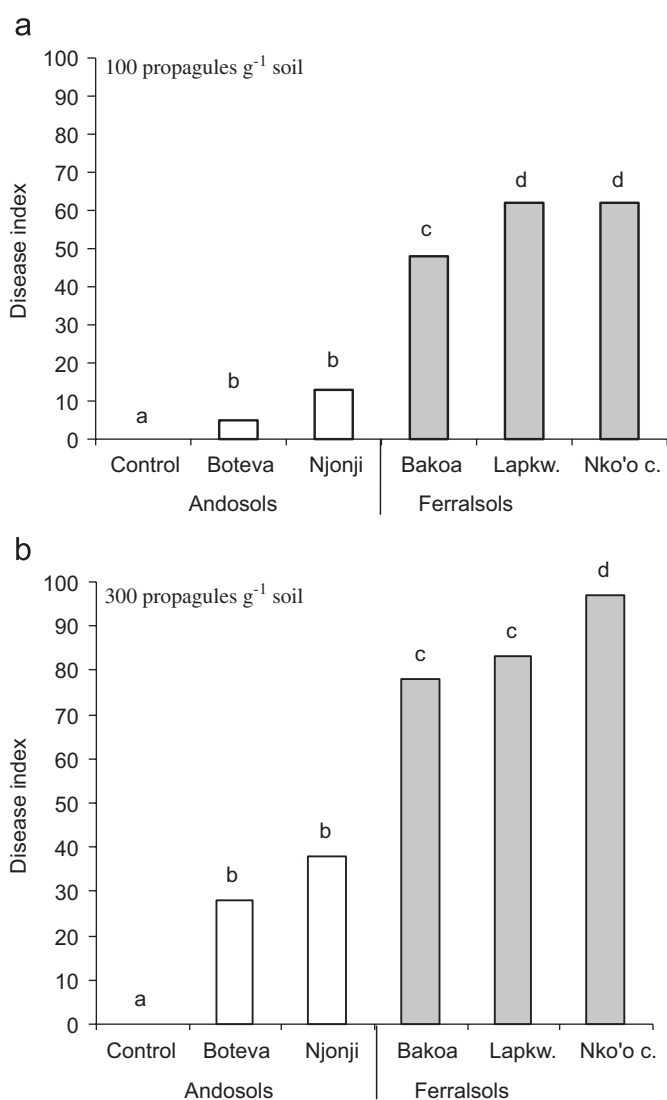 a
100
90
80
70
60
50
40
30
20
10
0
Disease index
100 propagules g⁻¹ soil
a
b
b
c
d
d
Control Boteva Njonji Bakoa Lapkw. Nko'o c.
Andosols Ferralsols
b
100
90
80
70
60
50
40
30
20
10
0
Disease index
300 propagules g⁻¹ soil
a
b
b
c
c
d
Control Boteva Njonji Bakoa Lapkw. Nko'o c.
Andosols Ferralsols